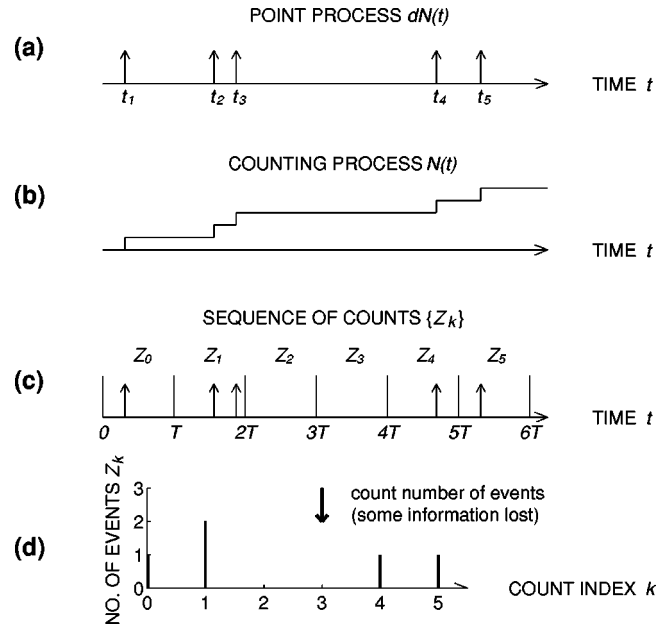 POINT PROCESS dN(t)
(a)
t1 t2 t3 t4 t5
TIME t
COUNTING PROCESS N(t)
(b)
TIME t
SEQUENCE OF COUNTS {Zk}
Z0 Z1 Z2 Z3 Z4 Z5
(c)
0 T 2T 3T 4T 5T 6T
TIME t
(d)
NO. OF EVENTS Zk
3
2
1
0
count number of events
(some information lost)
0 1 2 3 4 5
COUNT INDEX k